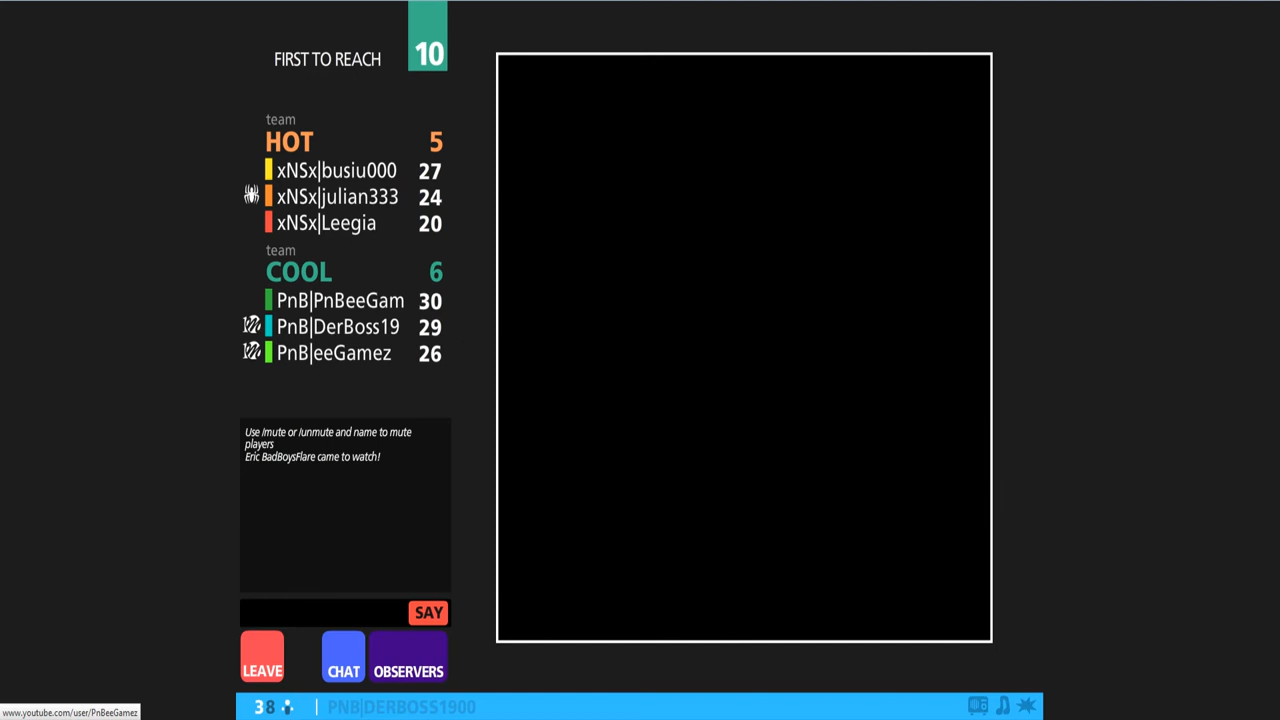 FIRST TO REACH 10
team
HOT 5
xNSx|busiu000 27
xNSx|julian333 24
xNSx|Leegia 20
team
COOL 6
PnB|PnBeeGam 30
PnB|DerBoss19 29
PnB|eeGamez 26
Use /mute or /unmute and name to mute
players
Eric BadBoysFlare came to watch!
SAY
LEAVE CHAT OBSERVERS
38 PNB|DERBOSS1900
www.youtube.com/user/PnBeeGamez